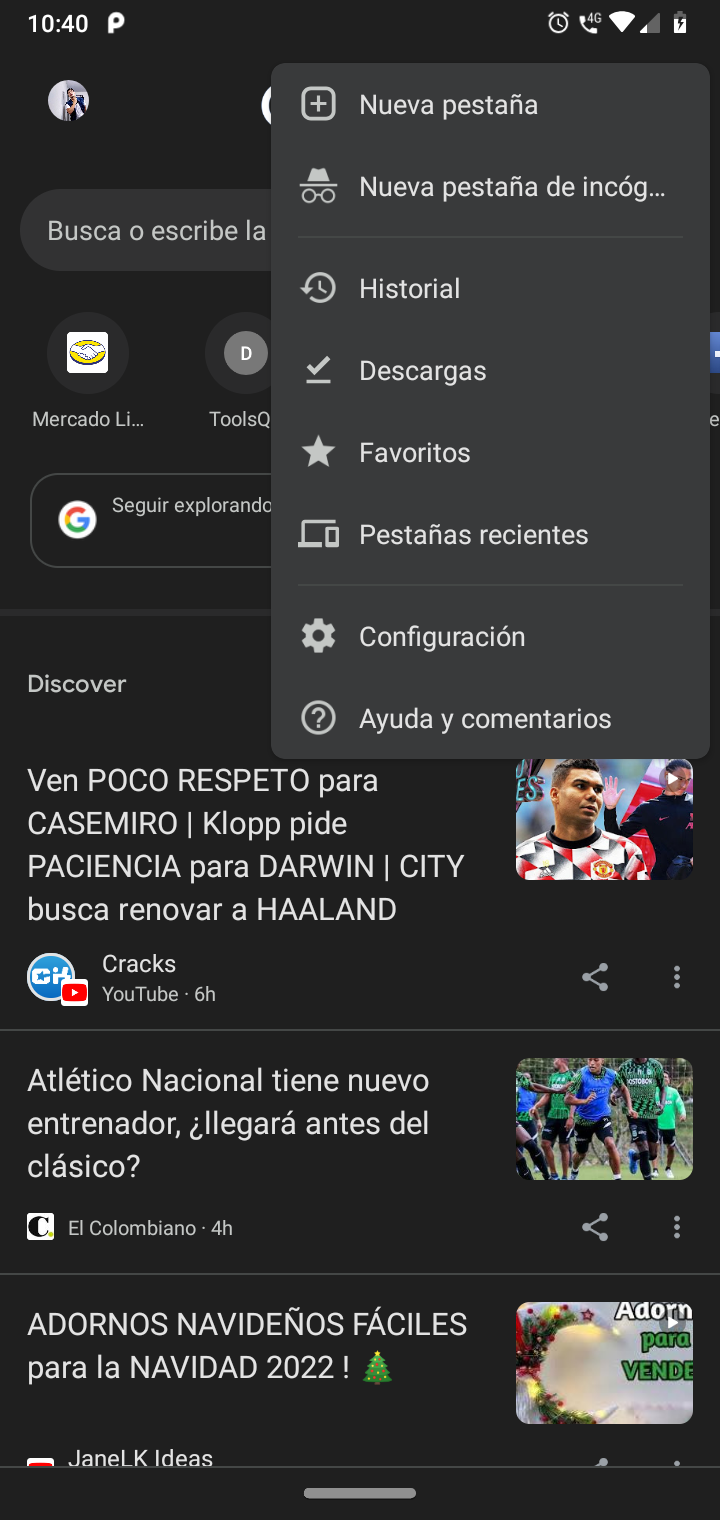 10:40
4G
Nueva pestaña
Nueva pestaña de incóg...
Busca o escribe la
Historial
D
Descargas
Mercado Li...
ToolsQ
Favoritos
Seguir explorando
Pestañas recientes
Configuración
Discover
Ayuda y comentarios
Ven POCO RESPETO para
CASEMIRO | Klopp pide
PACIENCIA para DARWIN | CITY
busca renovar a HAALAND
Cracks
YouTube · 6h
Atlético Nacional tiene nuevo
entrenador, ¿llegará antes del
clásico?
C
El Colombiano · 4h
ADORNOS NAVIDEÑOS FÁCILES
para la NAVIDAD 2022 ! 🎄
Adorn
para
VENDE
JaneLK Ideas